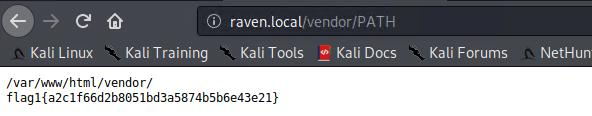 raven.local/vendor/PATH
Kali Linux Kali Training Kali Tools Kali Docs Kali Forums NetHun
/var/www/html/vendor/
flag1{a2c1f66d2b8051bd3a5874b5b6e43e21}